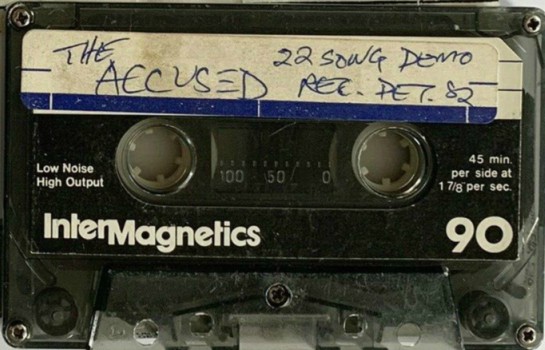 THE 22 SONG DEMO
ACCUSED REC. OCT. 82
Low Noise
High Output
100 50 0
45 min.
per side at
1 7/8 per sec.
InterMagnetics
90